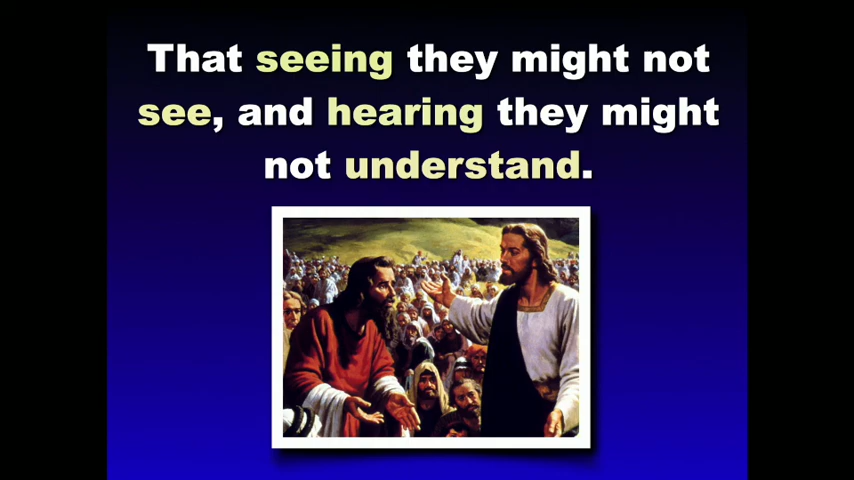 That seeing they might not
see, and hearing they might
not understand.